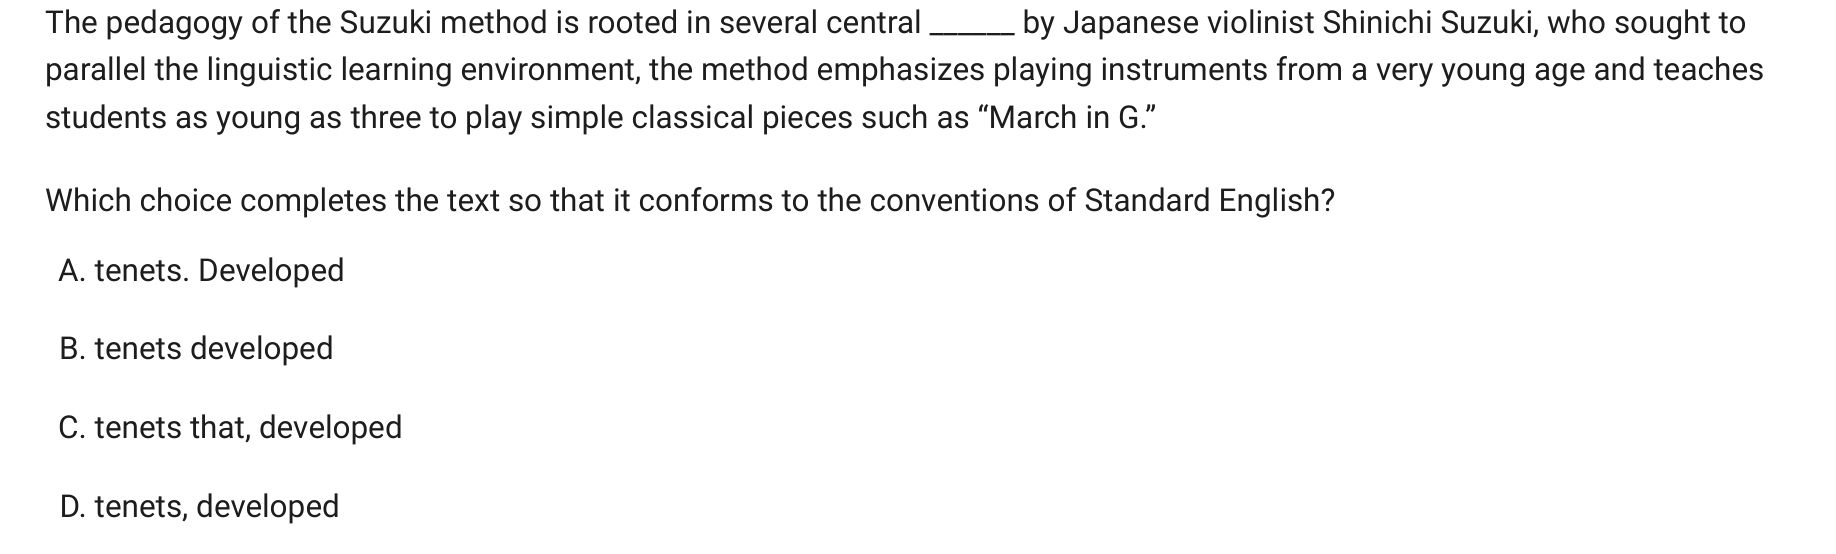 The pedagogy of the Suzuki method is rooted in several central ______ by Japanese violinist Shinichi Suzuki, who sought to
parallel the linguistic learning environment, the method emphasizes playing instruments from a very young age and teaches
students as young as three to play simple classical pieces such as “March in G.”
Which choice completes the text so that it conforms to the conventions of Standard English?
A. tenets. Developed
B. tenets developed
C. tenets that, developed
D. tenets, developed